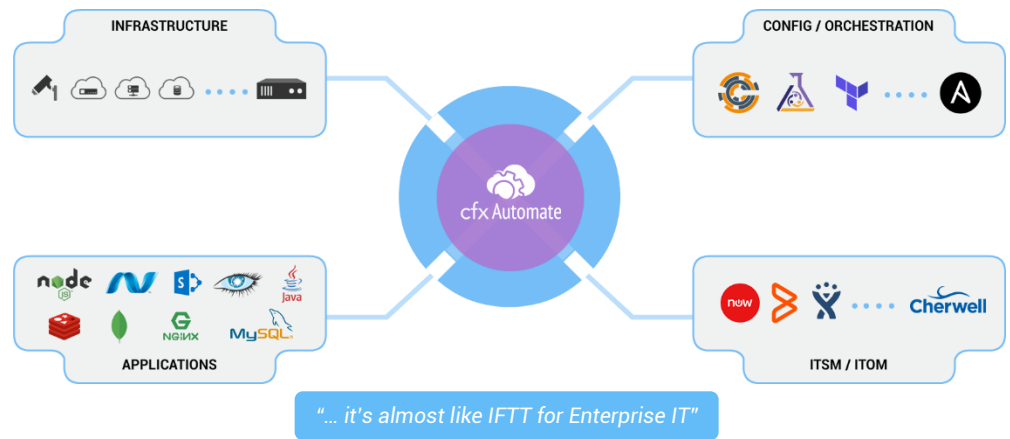 INFRASTRUCTURE
CONFIG / ORCHESTRATION
cfx Automate
node
JS
S
Java
NGINX
MySQL
APPLICATIONS
now
Cherwell
ITSM / ITOM
"... it's almost like IFTT for Enterprise IT"